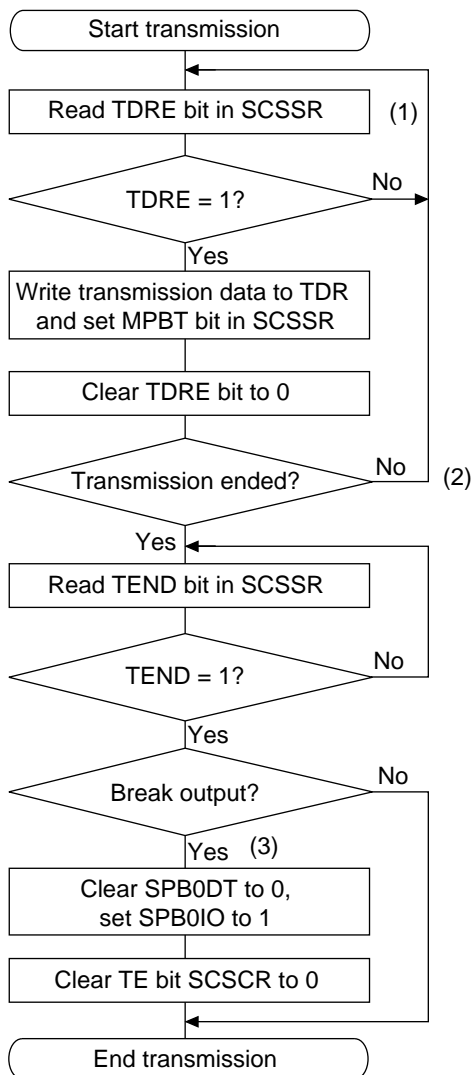 Start transmission
Read TDRE bit in SCSSR
(1)
TDRE = 1?
No
Yes
Write transmission data to TDR
and set MPBT bit in SCSSR
Clear TDRE bit to 0
Transmission ended?
No
(2)
Yes
Read TEND bit in SCSSR
TEND = 1?
No
Yes
Break output?
No
Yes
(3)
Clear SPB0DT to 0,
set SPB0IO to 1
Clear TE bit SCSCR to 0
End transmission